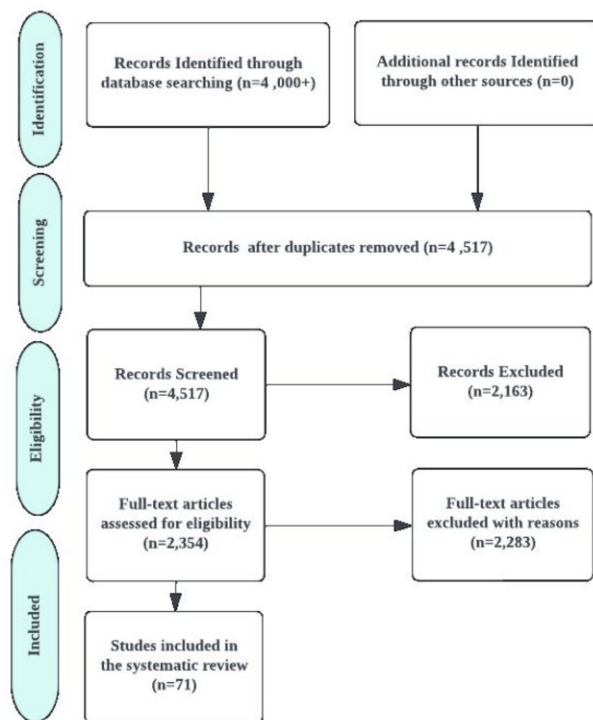 Identification
Records Identified through
database searching (n=4 ,000+)
Additional records Identified
through other sources (n=0)
Screening
Records after duplicates removed (n=4 ,517)
Eligibility
Records Screened
(n=4,517)
Records Excluded
(n=2,163)
Full-text articles
assessed for eligibility
(n=2,354)
Full-text articles
excluded with reasons
(n=2,283)
Included
Studes included in
the systematic review
(n=71)